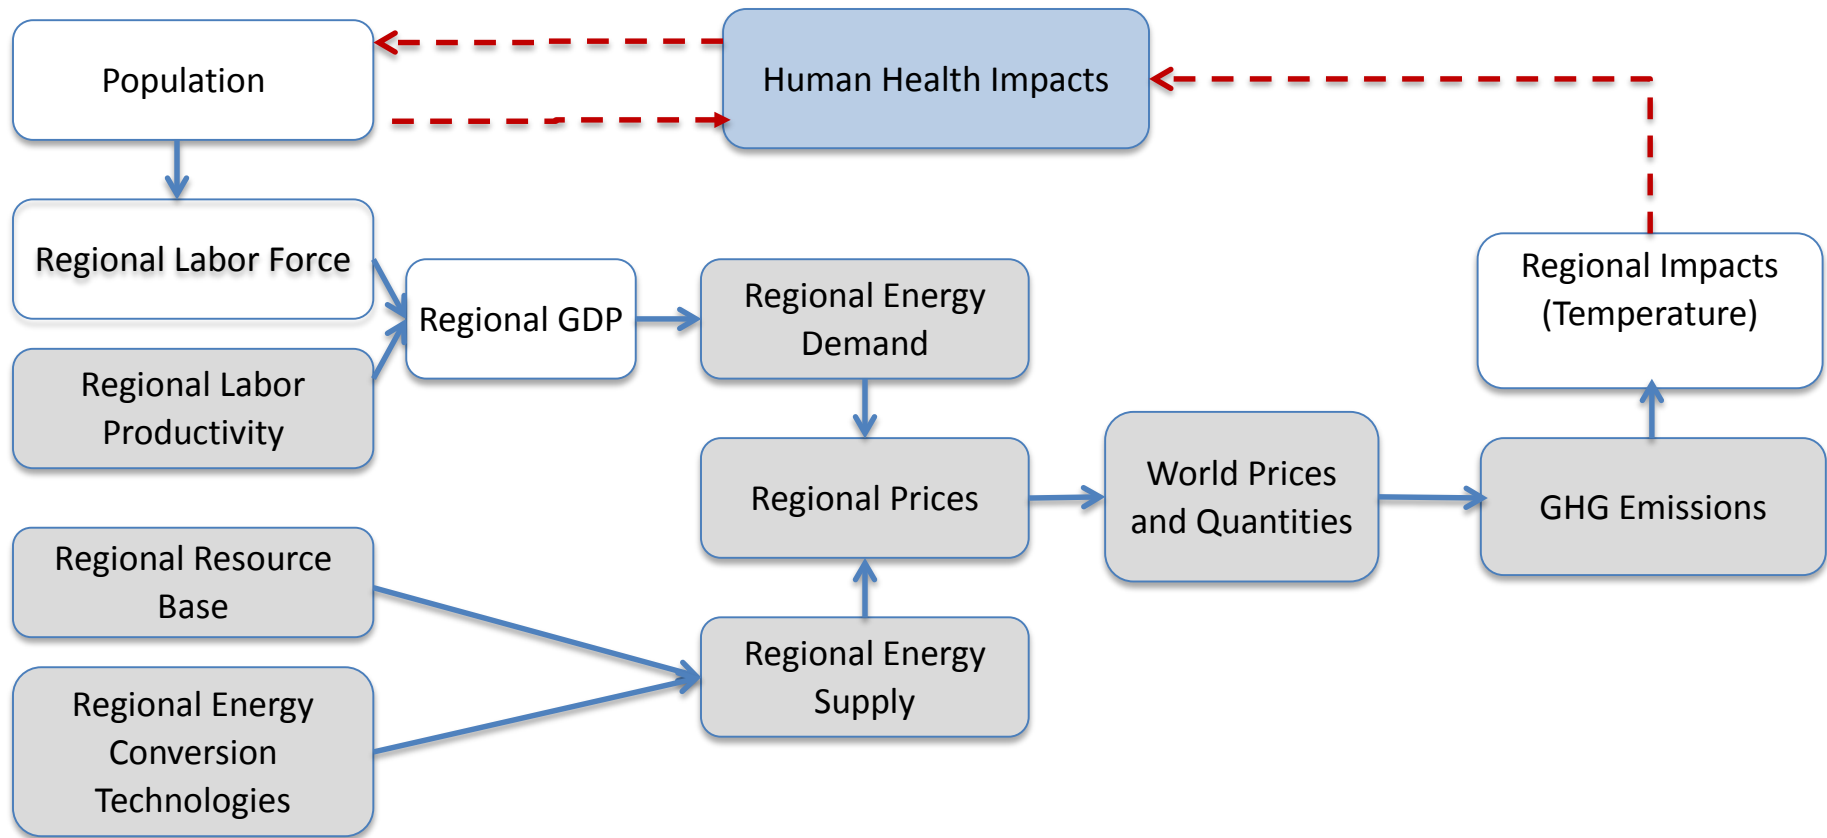 Population
Human Health Impacts
Regional Labor Force
Regional GDP
Regional Energy
Demand
Regional Impacts
(Temperature)
Regional Labor
Productivity
Regional Prices
World Prices
and Quantities
GHG Emissions
Regional Resource
Base
Regional Energy
Supply
Regional Energy
Conversion
Technologies